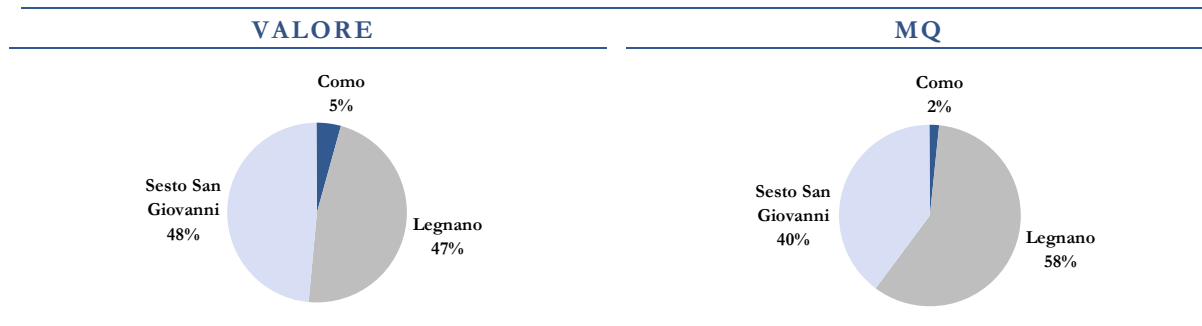 VALORE
Como
5%
Sesto San
Giovanni
48%
Legnano
47%
MQ
Como
2%
Sesto San
Giovanni
40%
Legnano
58%